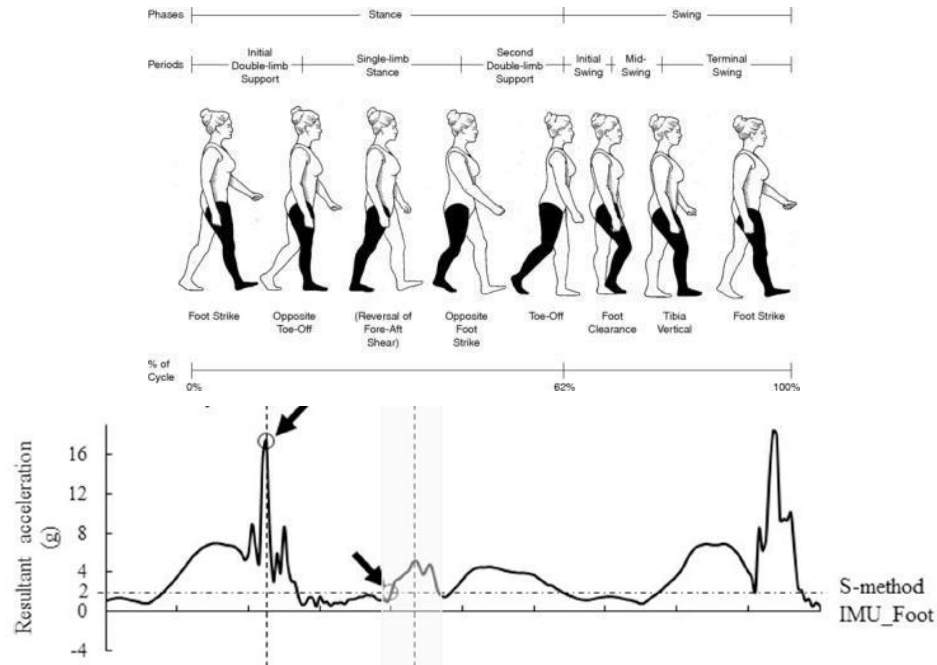 Phases
Stance
Swing
Periods
Initial
Double-limb
Support
Single-limb
Stance
Second
Double-limb
Support
Initial
Swing
Mid-
Swing
Terminal
Swing
Foot Strike
Opposite
Toe-Off
(Reversal of
Fore-Aft
Shear)
Opposite
Foot
Strike
Toe-Off
Foot
Clearance
Tibia
Vertical
Foot Strike
% of
Cycle
0%
62%
100%
Resultant acceleration
(g)
16
12
8
4
2
0
-4
S-method
IMU_Foot